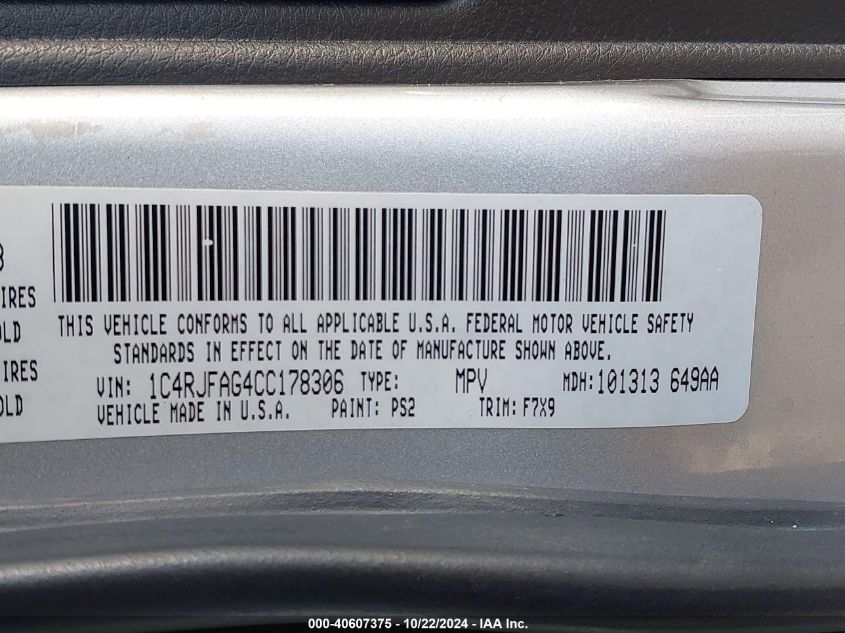 3
IRES
OLD
THIS VEHICLE CONFORMS TO ALL APPLICABLE U.S.A. FEDERAL MOTOR VEHICLE SAFETY
STANDARDS IN EFFECT ON THE DATE OF MANUFACTURE SHOWN ABOVE.
IRES
VIN: 1C4RJFAG4CC178306 TYPE: MPV MDH:101313 649AA
OLD
VEHICLE MADE IN U.S.A. PAINT: PS2 TRIM: F7X9
000-40607375 - 10/22/2024 - IAA Inc.